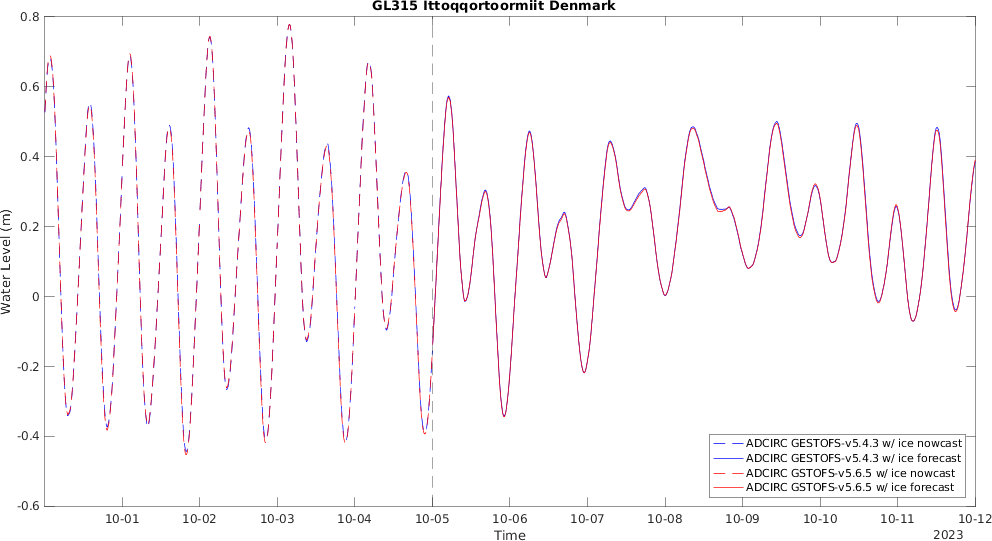 GL315 Ittoqqortoormiit Denmark
0.8
0.6
0.4
0.2
0
-0.2
-0.4
-0.6
Water Level (m)
ADCIRC GESTOFS-v5.4.3 w/ ice nowcast
ADCIRC GESTOFS-v5.4.3 w/ ice forecast
ADCIRC GSTOFS-v5.6.5 w/ ice nowcast
ADCIRC GSTOFS-v5.6.5 w/ ice forecast
10-01 10-02 10-03 10-04 10-05 10-06 10-07 10-08 10-09 10-10 10-11 10-12
Time
2023